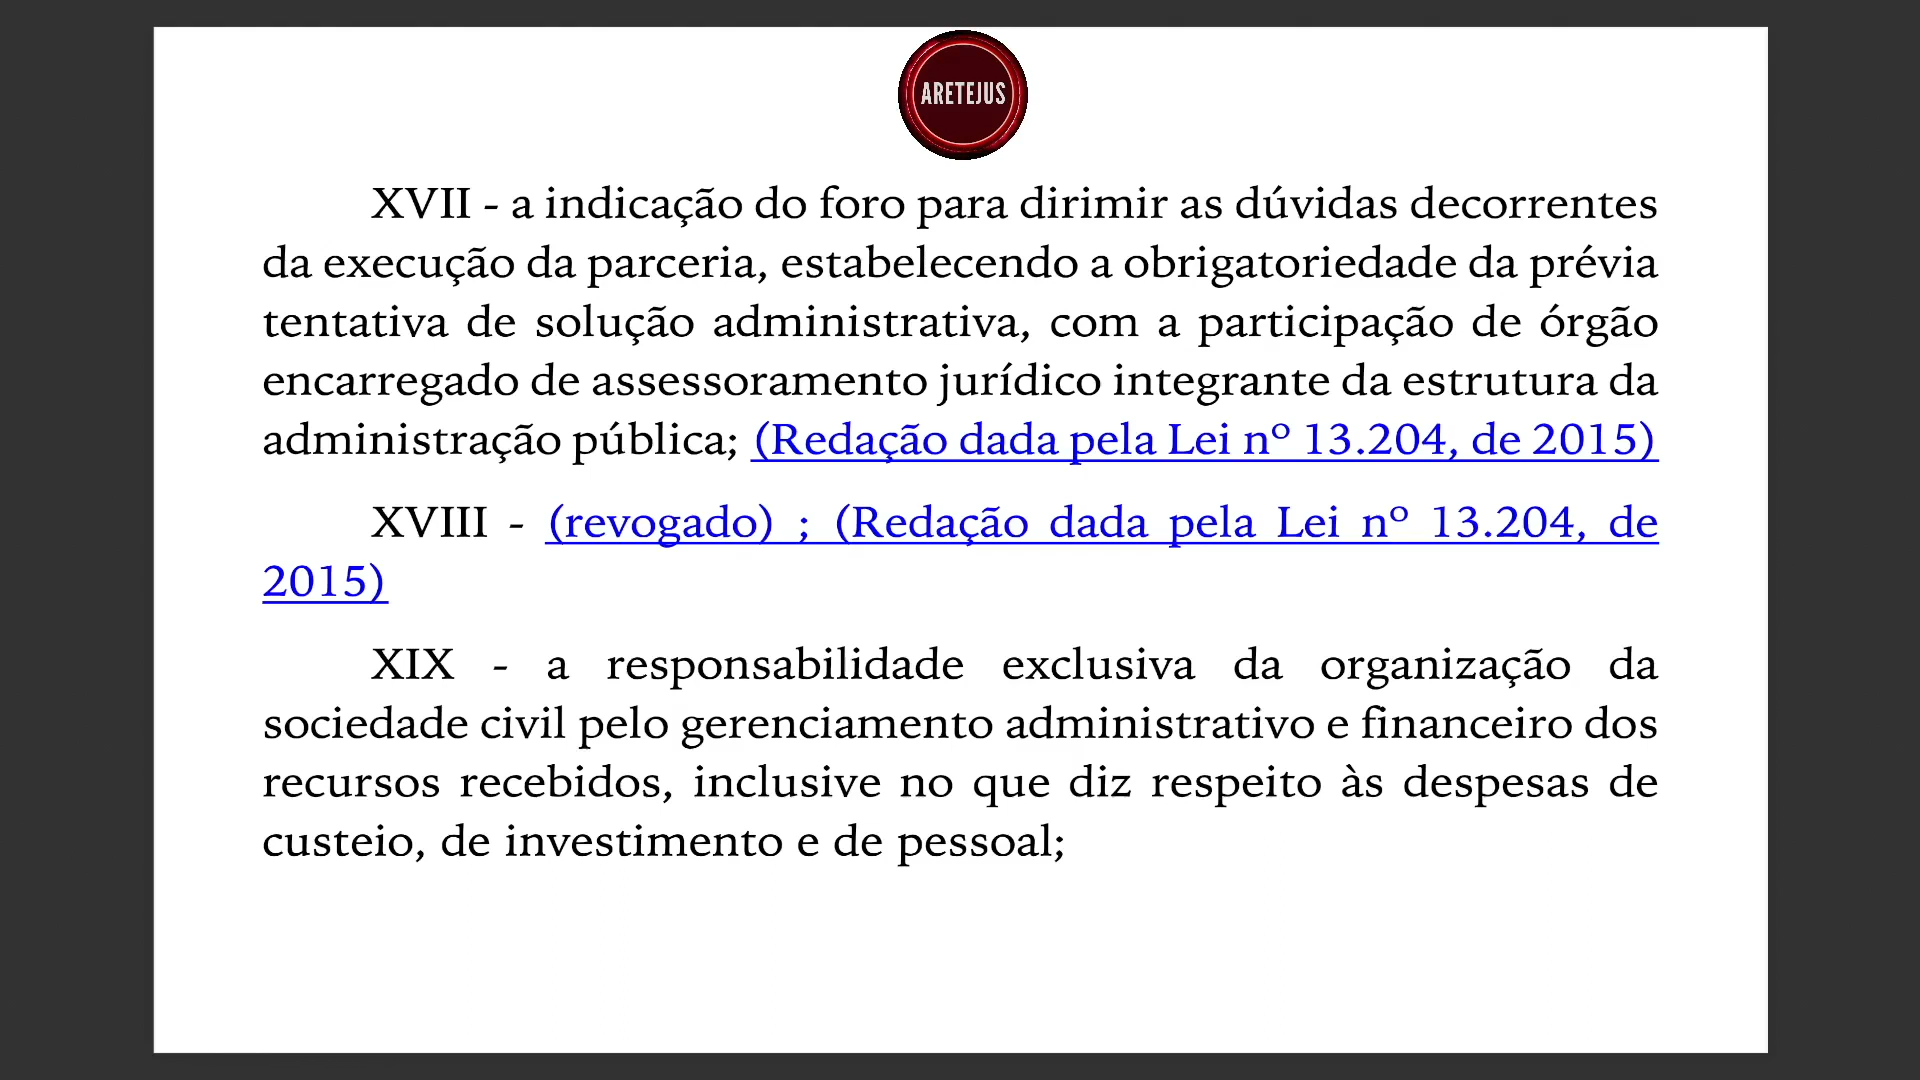 ARETEJUS
XVII - a indicação do foro para dirimir as dúvidas decorrentes
da execução da parceria, estabelecendo a obrigatoriedade da prévia
tentativa de solução administrativa, com a participação de órgão
encarregado de assessoramento jurídico integrante da estrutura da
administração pública; (Redação dada pela Lei nº 13.204, de 2015)
XVIII - (revogado) ; (Redação dada pela Lei nº 13.204, de
2015)
XIX - a responsabilidade exclusiva da organização da
sociedade civil pelo gerenciamento administrativo e financeiro dos
recursos recebidos, inclusive no que diz respeito às despesas de
custeio, de investimento e de pessoal;